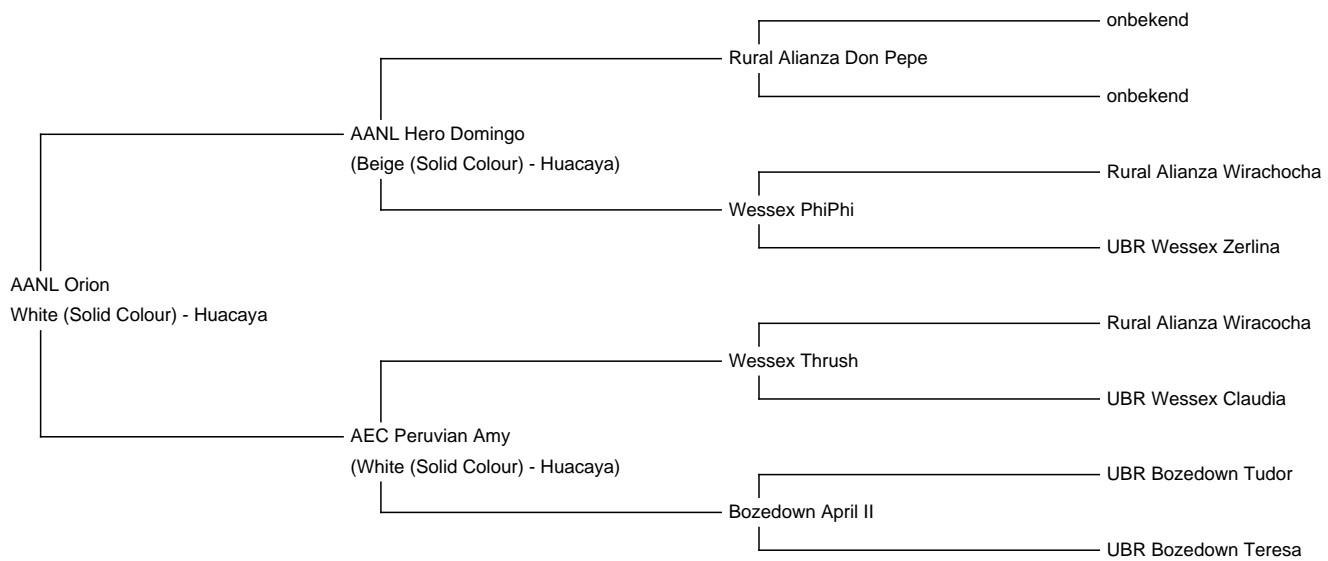 onbekend
Rural Alianza Don Pepe
onbekend
AANL Hero Domingo
(Beige (Solid Colour) - Huacaya)
Rural Alianza Wirachocha
Wessex PhiPhi
UBR Wessex Zerlina
AANL Orion
White (Solid Colour) - Huacaya
Rural Alianza Wiracocha
Wessex Thrush
UBR Wessex Claudia
AEC Peruvian Amy
(White (Solid Colour) - Huacaya)
UBR Bozedown Tudor
Bozedown April II
UBR Bozedown Teresa